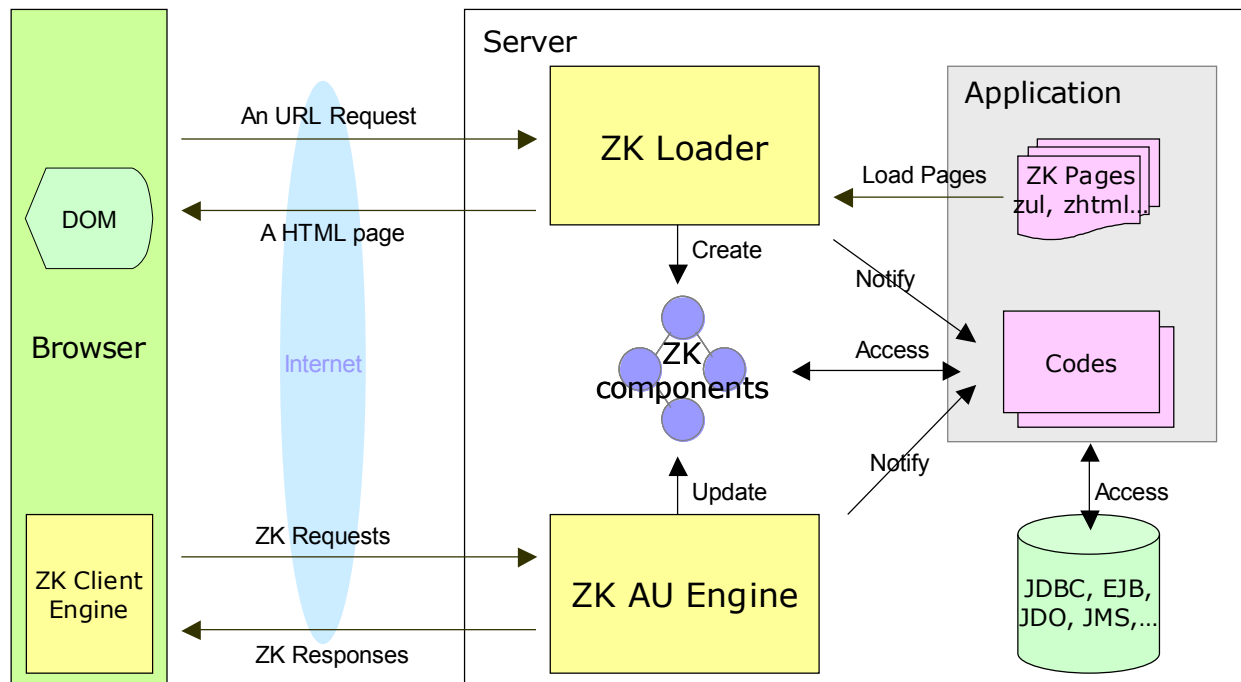 Server
Application
An URL Request
ZK Loader
Load Pages
ZK Pages
zul, zhtml...
DOM
A HTML page
Create
Notify
Browser
Internet
ZK
components
Access
Codes
Notify
Update
Access
ZK Requests
ZK Client
Engine
ZK AU Engine
JDBC, EJB,
JDO, JMS,...
ZK Responses